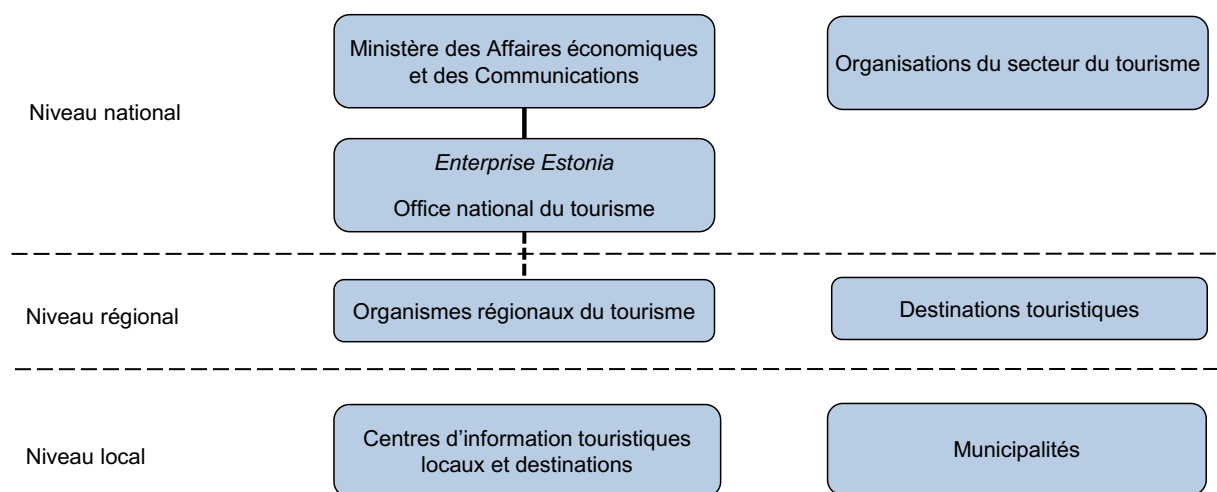 Ministère des Affaires économiques
et des Communications
Organisations du secteur du tourisme
Niveau national
Enterprise Estonia
Office national du tourisme
Niveau régional
Organismes régionaux du tourisme
Destinations touristiques
Niveau local
Centres d’information touristiques
locaux et destinations
Municipalités